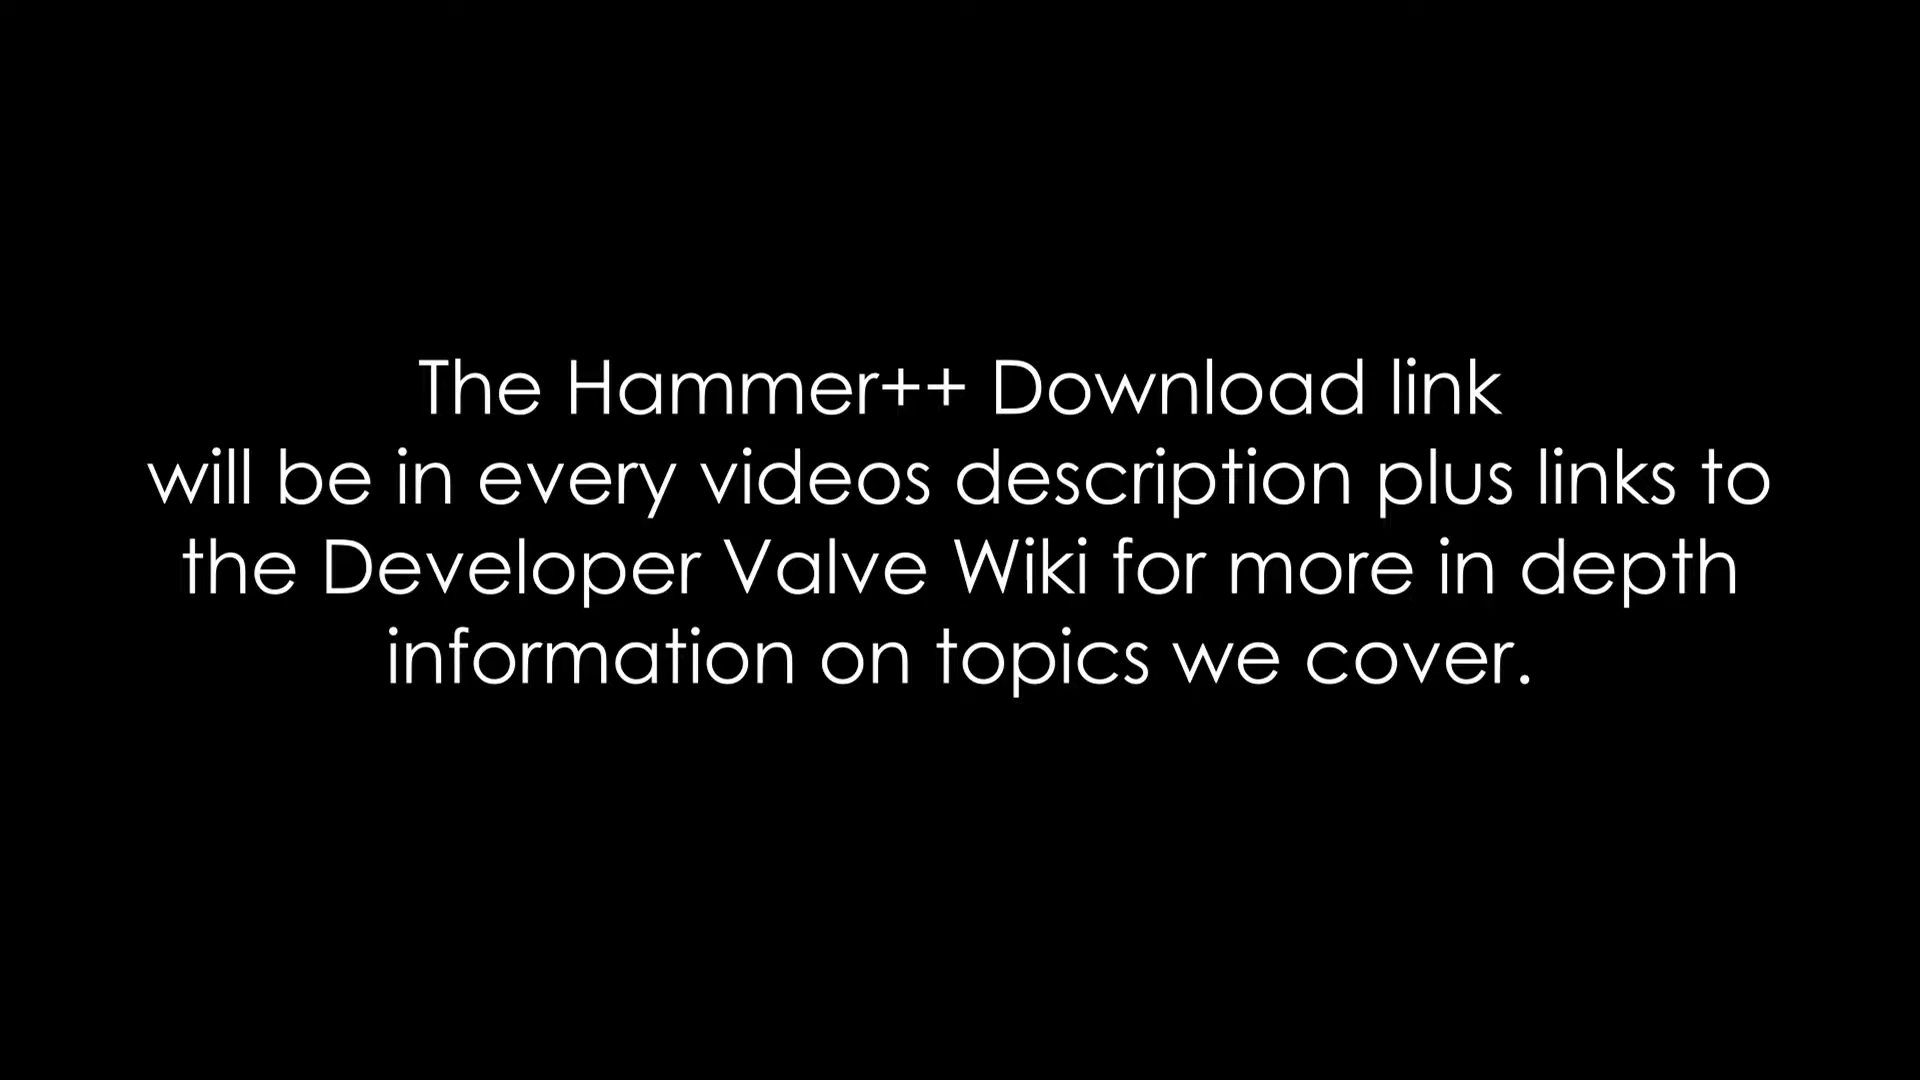 The Hammer++ Download link
will be in every videos description plus links to
the Developer Valve Wiki for more in depth
information on topics we cover.